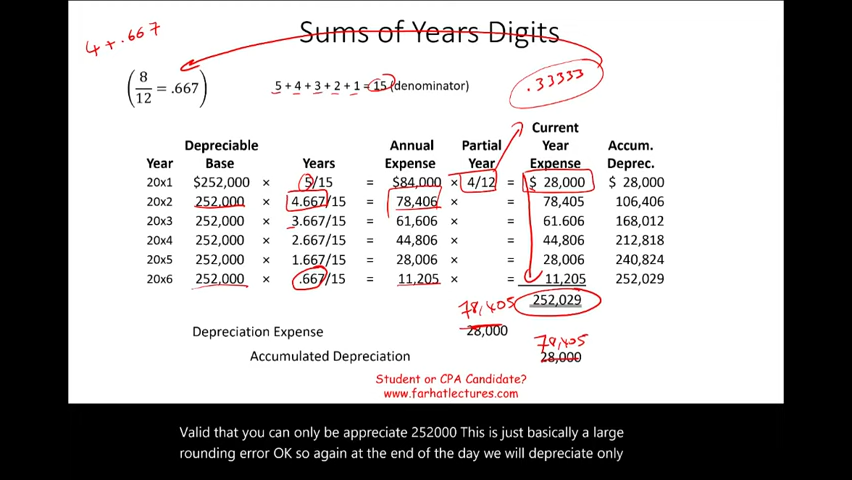 4 + .667
Sums of Years Digits
(8/12 = .667)
5 + 4 + 3 + 2 + 1 = 15 (denominator)
.33333
Depreciable Annual Partial Current Year Accum.
Year Base Years Expense Year Expense Deprec.
20x1 $252,000 × 5/15 = $84,000 × 4/12 = $ 28,000 $ 28,000
20x2 252,000 × 4.667/15 = 78,406 × = 78,405 106,406
20x3 252,000 × 3.667/15 = 61,606 × = 61.606 168,012
20x4 252,000 × 2.667/15 = 44,806 × = 44,806 212,818
20x5 252,000 × 1.667/15 = 28,006 × = 28,006 240,824
20x6 252,000 × .667/15 = 11,205 × = 11,205 252,029
252,029
78,405
Depreciation Expense 28,000
78,405
Accumulated Depreciation 28,000
Student or CPA Candidate?
www.farhatlectures.com
Valid that you can only be appreciate 252000 This is just basically a large
rounding error OK so again at the end of the day we will depreciate only